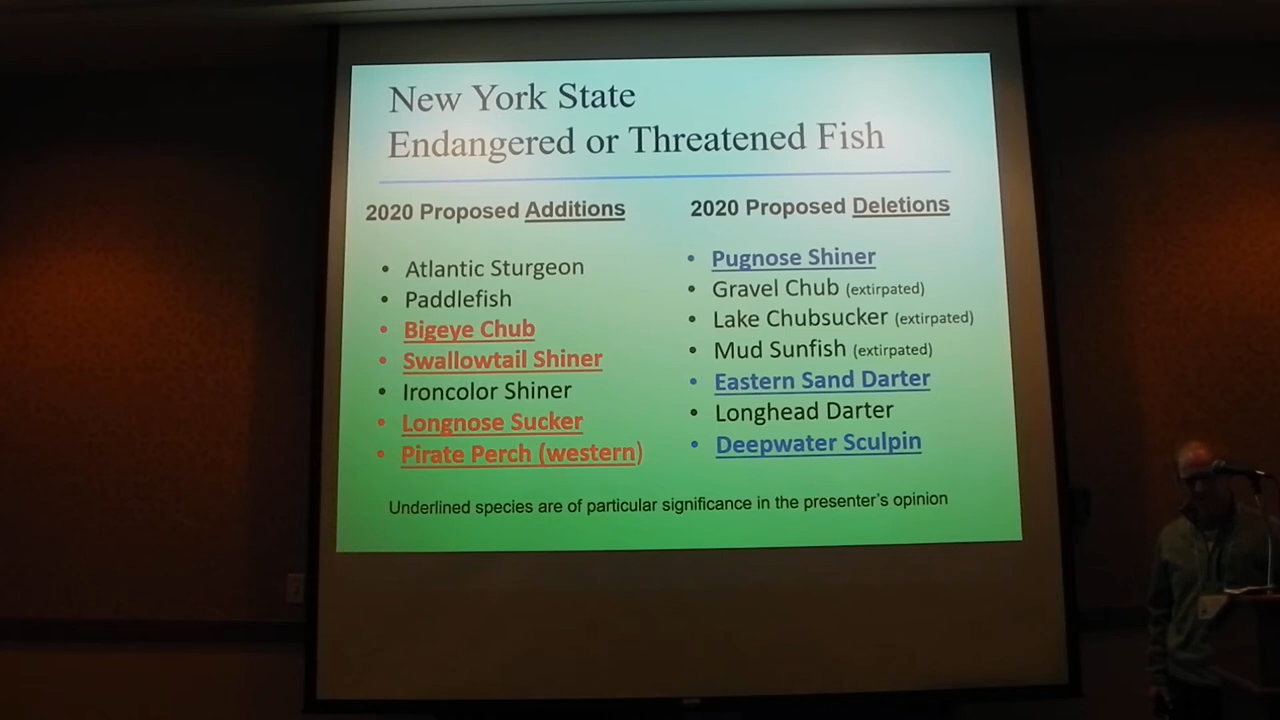 New York State
Endangered or Threatened Fish
2020 Proposed Additions
• Atlantic Sturgeon
• Paddlefish
• Bigeye Chub
• Swallowtail Shiner
• Ironcolor Shiner
• Longnose Sucker
• Pirate Perch (western)
2020 Proposed Deletions
• Pugnose Shiner
• Gravel Chub (extirpated)
• Lake Chubsucker (extirpated)
• Mud Sunfish (extirpated)
• Eastern Sand Darter
• Longhead Darter
• Deepwater Sculpin
Underlined species are of particular significance in the presenter's opinion